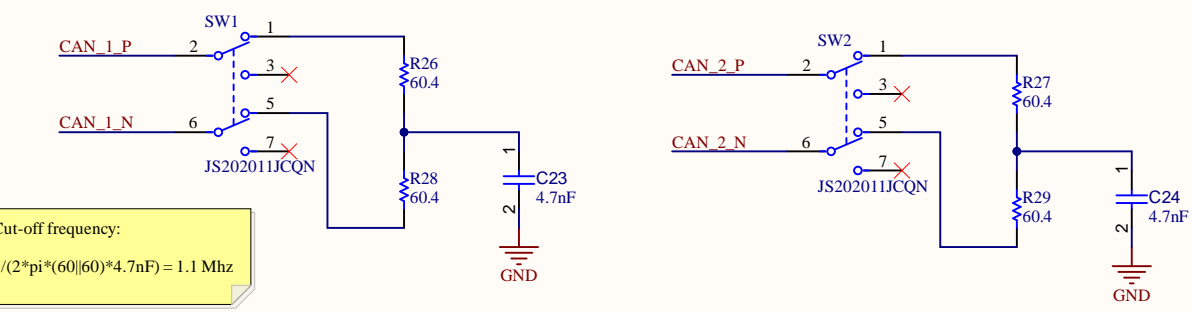 SW1
1
CAN_1_P
2
3
R26
60.4
5
CAN_1_N
6
7
JS202011JCQN
R28
60.4
1
C23
4.7nF
2
GND
Cut-off frequency:
/(2*pi*(60||60)*4.7nF) = 1.1 Mhz
SW2
1
CAN_2_P
2
3
R27
60.4
5
CAN_2_N
6
7
JS202011JCQN
R29
60.4
1
C24
4.7nF
2
GND